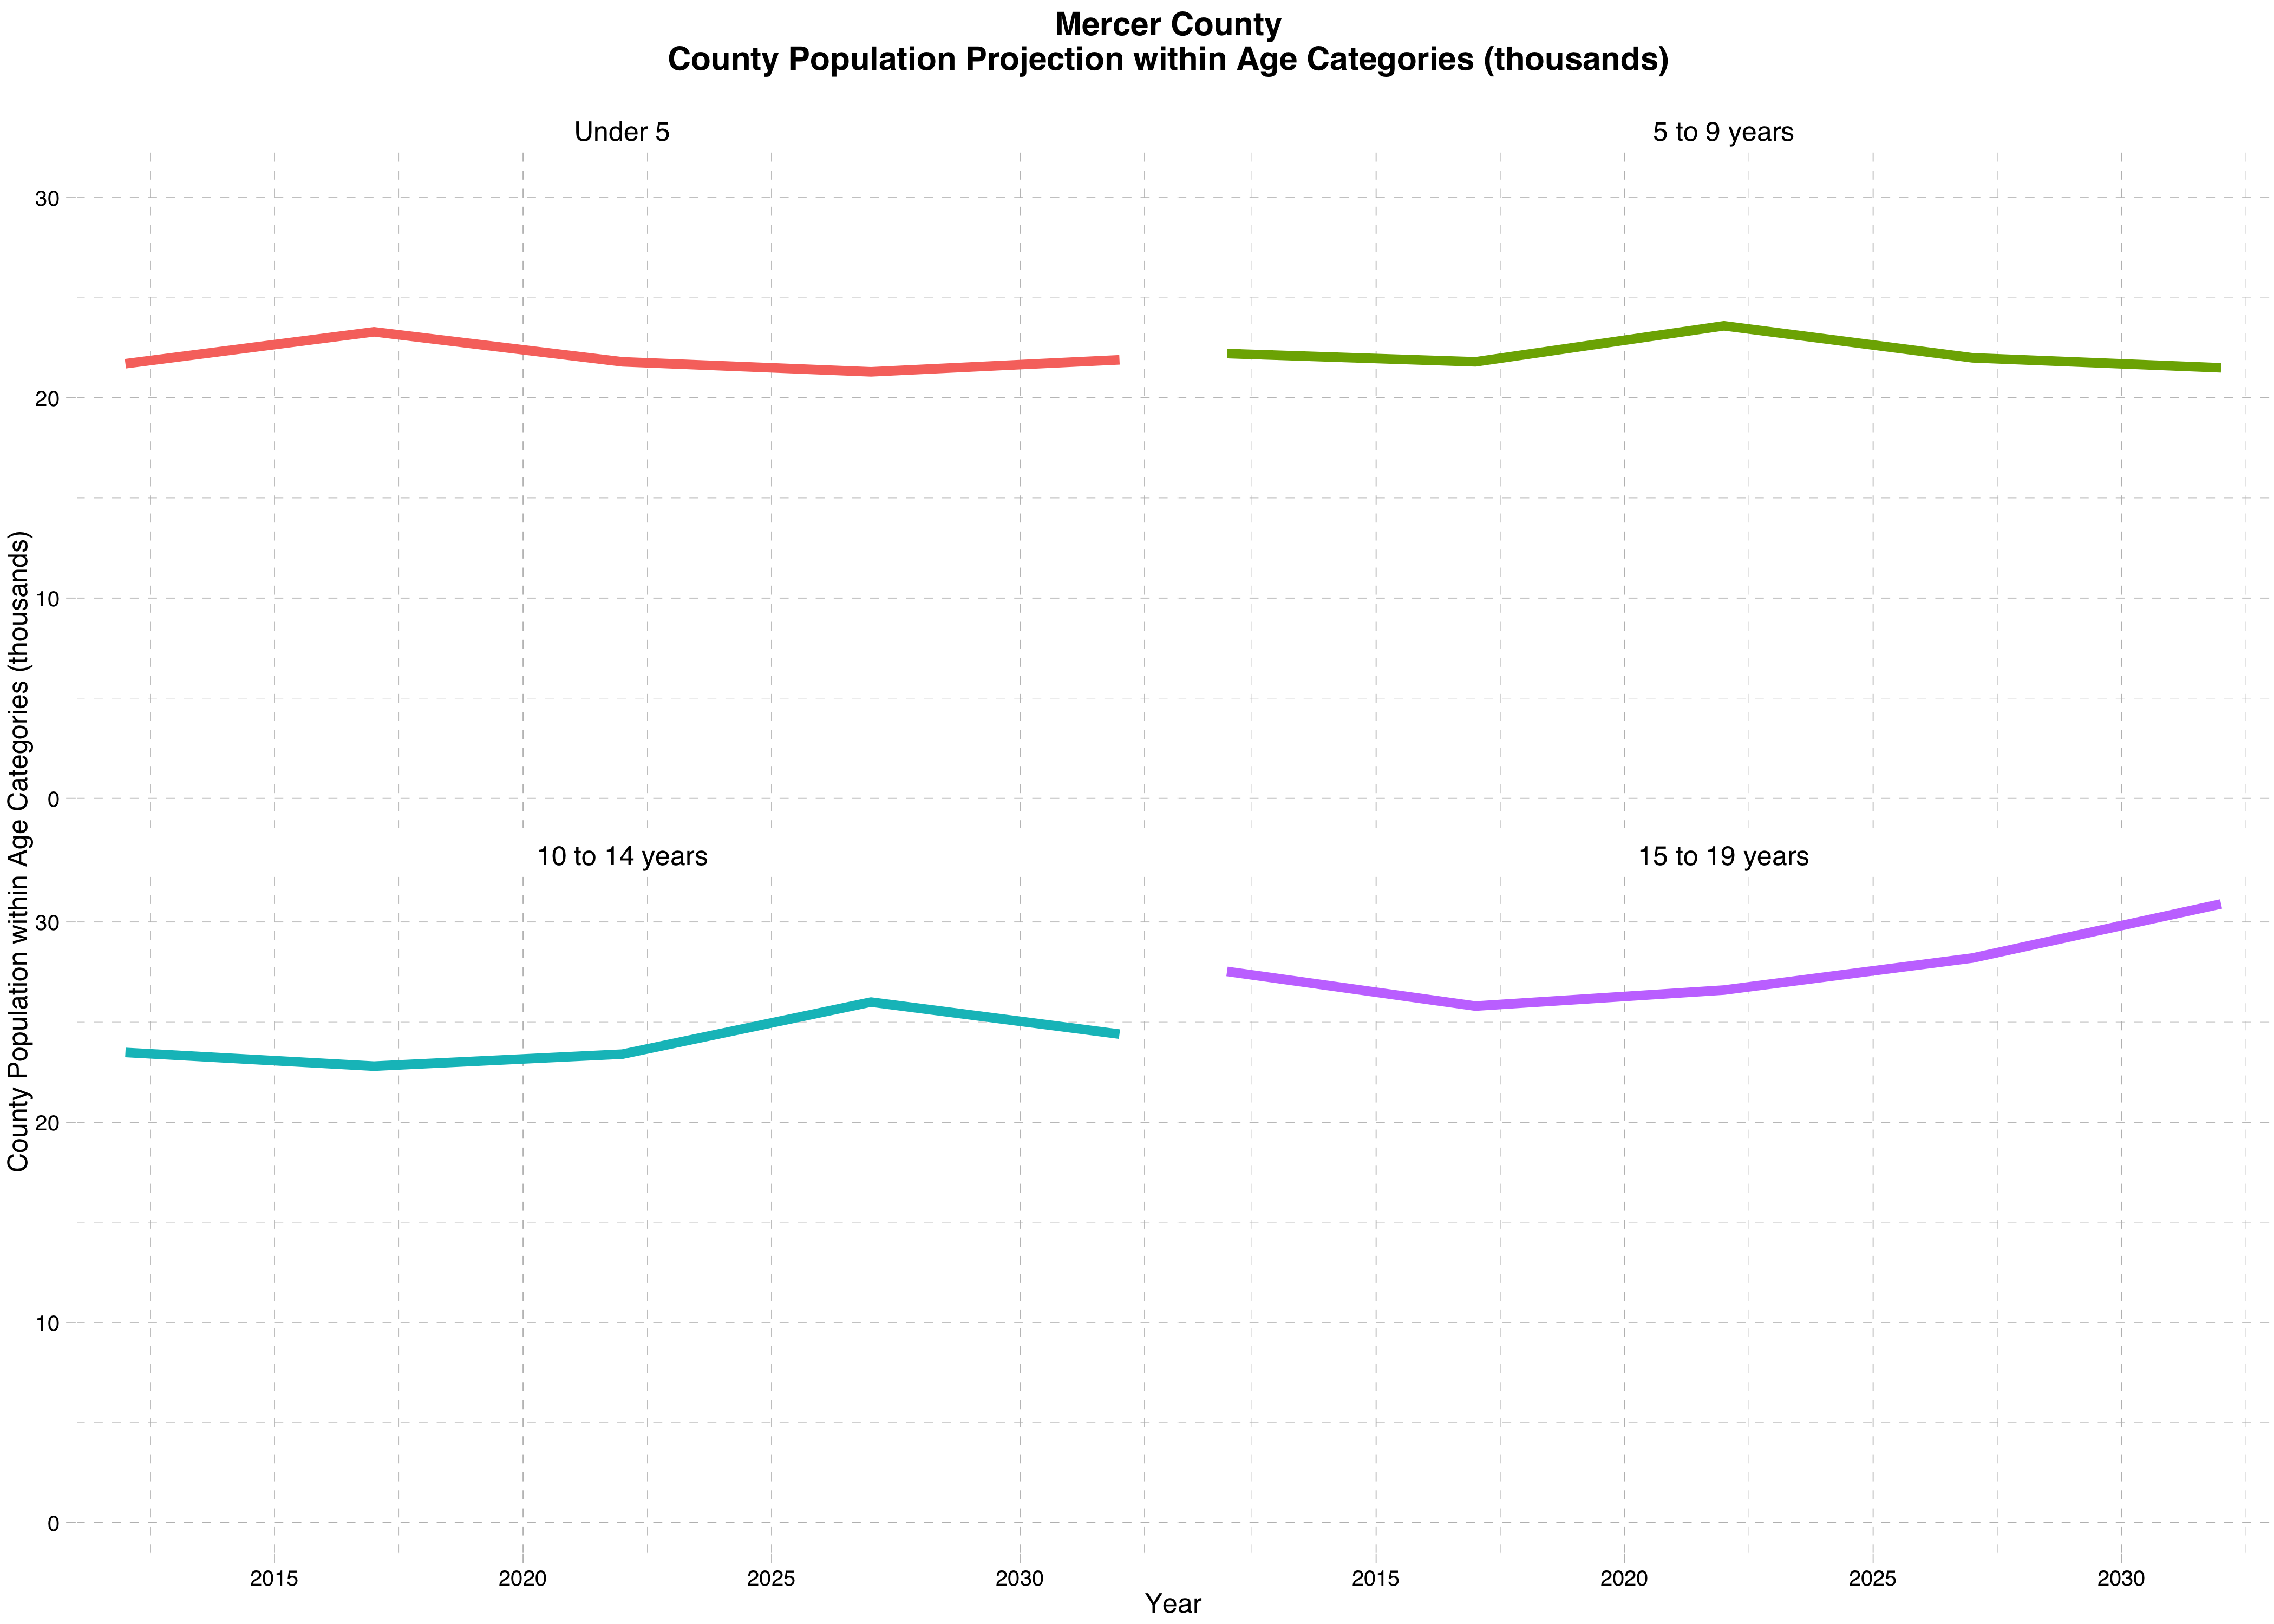 Mercer County
County Population Projection within Age Categories (thousands)
Under 5
5 to 9 years
30
20
10
0
10 to 14 years
15 to 19 years
30
20
10
0
County Population within Age Categories (thousands)
2015
2020
2025
2030
2015
2020
2025
2030
Year